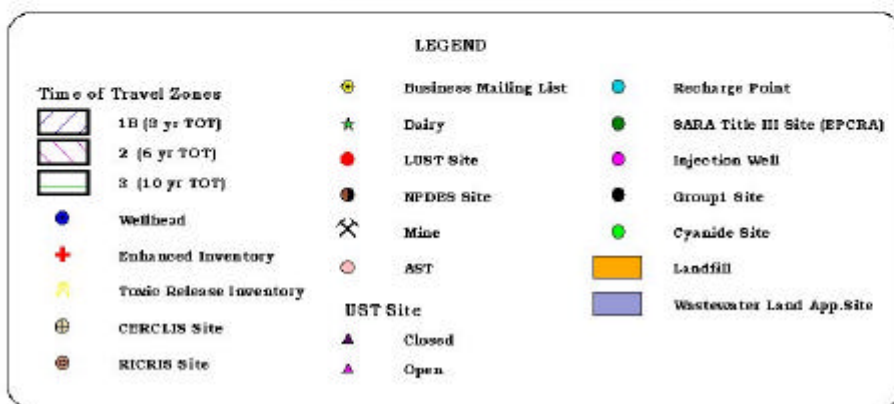 LEGEND
Time of Travel Zones
1B (3 yr TOT)
2 (6 yr TOT)
3 (10 yr TOT)
Wellhead
Enhanced Inventory
Toxic Release Inventory
CERCLIS Site
RICRIS Site
Business Mailing List
Dairy
LUST Site
NPDES Site
Mine
AST
UST Site
Closed
Open
Recharge Point
SARA Title III Site (EPCRA)
Injection Well
Group1 Site
Cyanide Site
Landfill
Wastewater Land App.Site